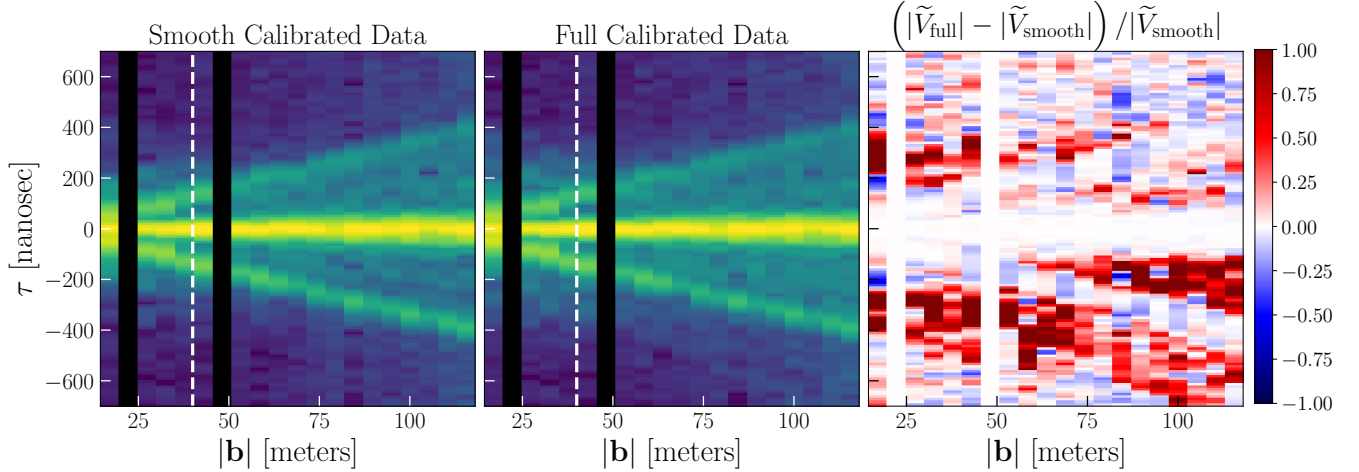 Smooth Calibrated Data
Full Calibrated Data
(|Ṽ_full| − |Ṽ_smooth|) / |Ṽ_smooth|
600
400
200
0
−200
−400
−600
τ [nanosec]
25 50 75 100
25 50 75 100
25 50 75 100
|b| [meters]
|b| [meters]
|b| [meters]
1.00
0.75
0.50
0.25
0.00
−0.25
−0.50
−0.75
−1.00